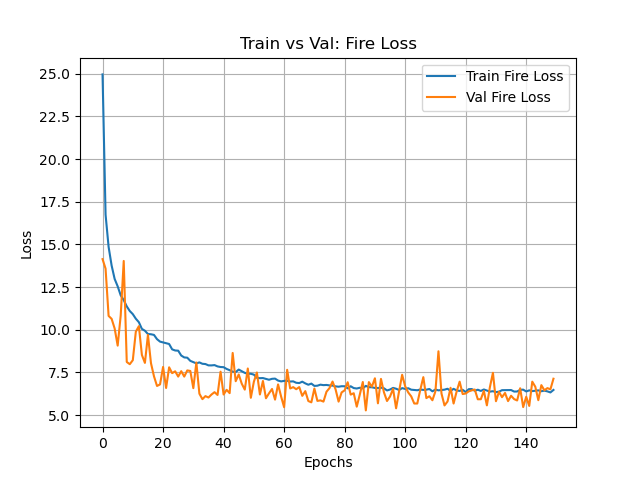 Train vs Val: Fire Loss
Train Fire Loss
Val Fire Loss
Loss
25.0
22.5
20.0
17.5
15.0
12.5
10.0
7.5
5.0
0 20 40 60 80 100 120 140
Epochs